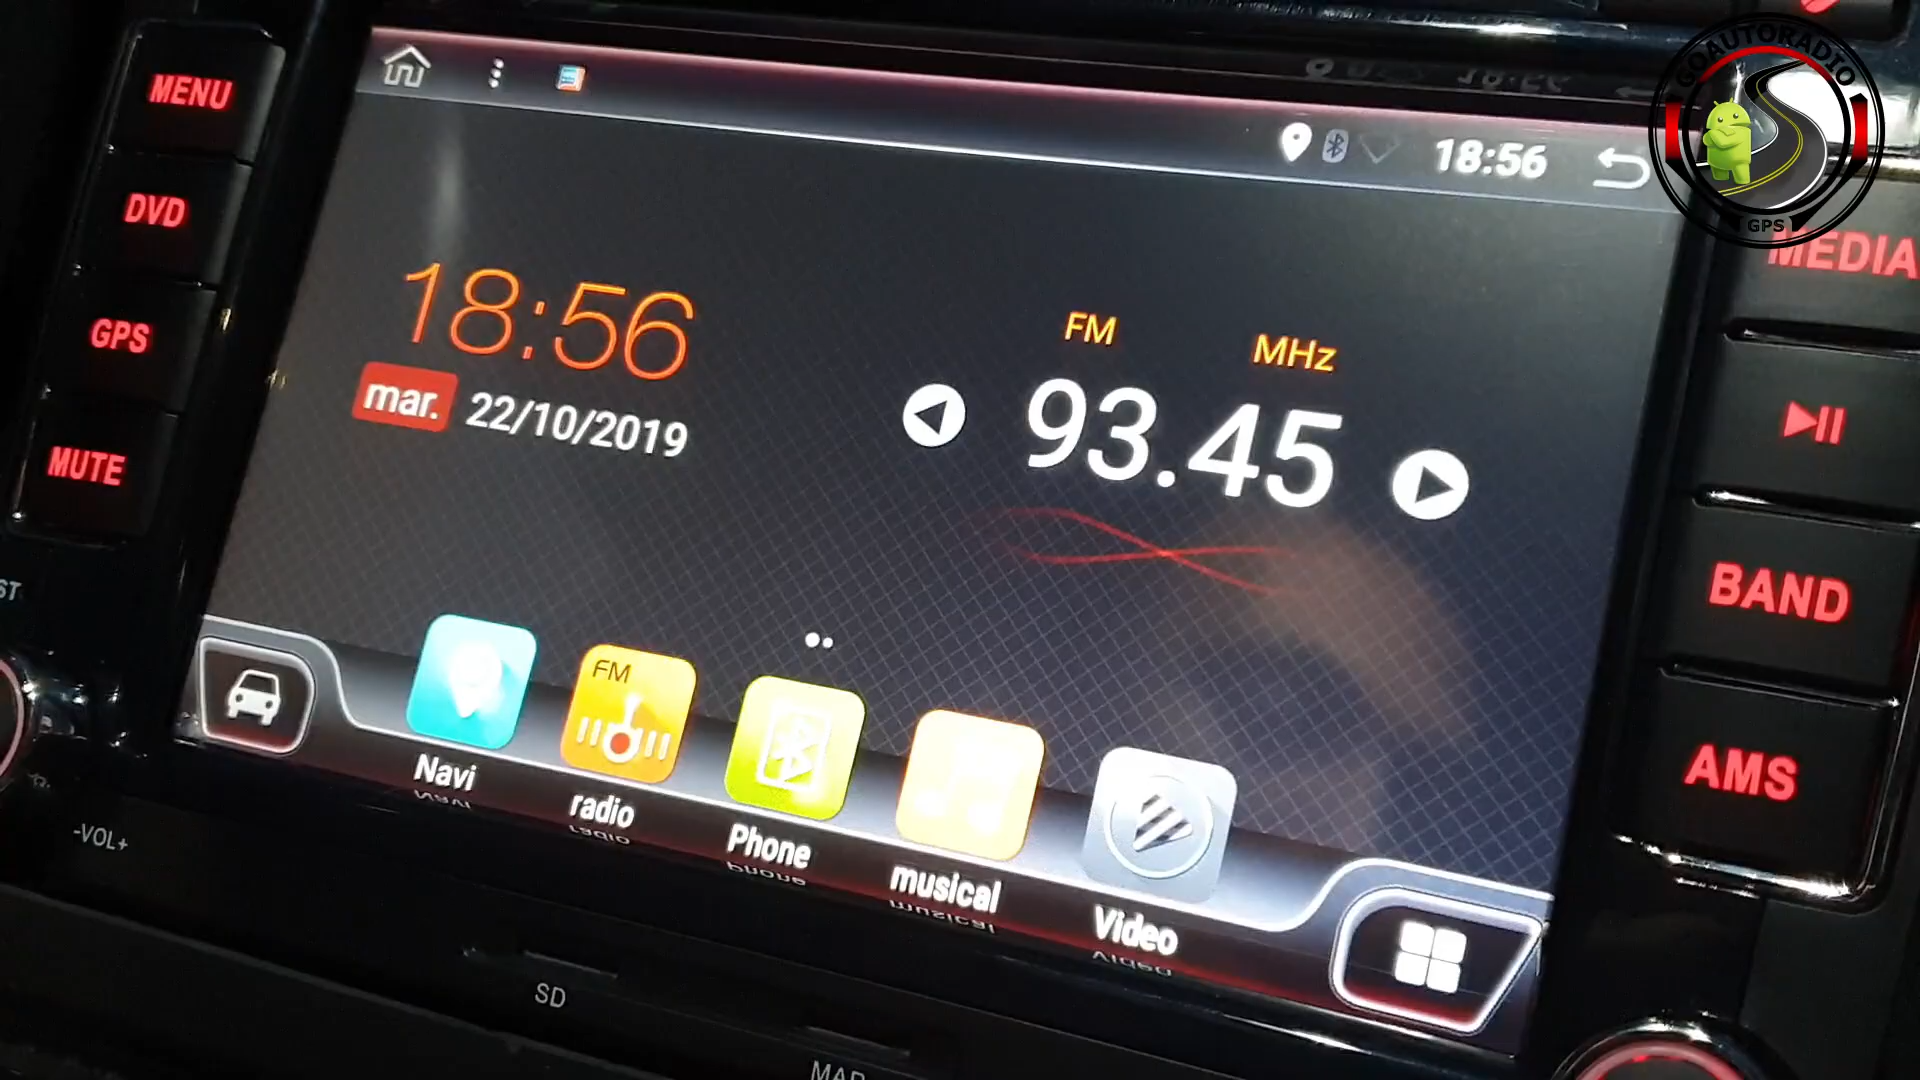 MENU
DVD
GPS
MUTE
18:56
18:56
mar. 22/10/2019
FM MHz
93.45
FM
Navi
radio
Phone
musical
Video
MEDIA
BAND
AMS
-VOL+
SD
GOAUTORADIO
GPS